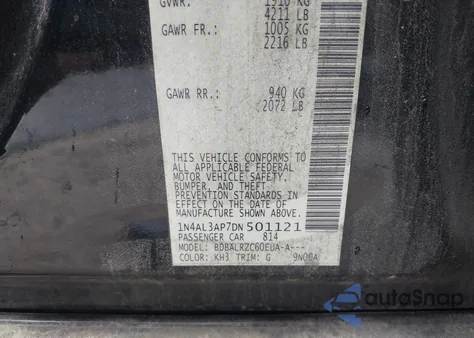 GVWR: 1910 KG
4211 LB
GAWR FR.: 1005 KG
2216 LB
GAWR RR.: 940 KG
2072 LB
THIS VEHICLE CONFORMS TO
ALL APPLICABLE FEDERAL
MOTOR VEHICLE SAFETY,
BUMPER, AND THEFT
PREVENTION STANDARDS IN
EFFECT ON THE DATE OF
MANUFACTURE SHOWN ABOVE.
1N4AL3AP7DN501121
PASSENGER CAR 814
MODEL: BDBALRZC60EUA-A---
COLOR: KH3 TRIM: G 9N00A
autoSnap